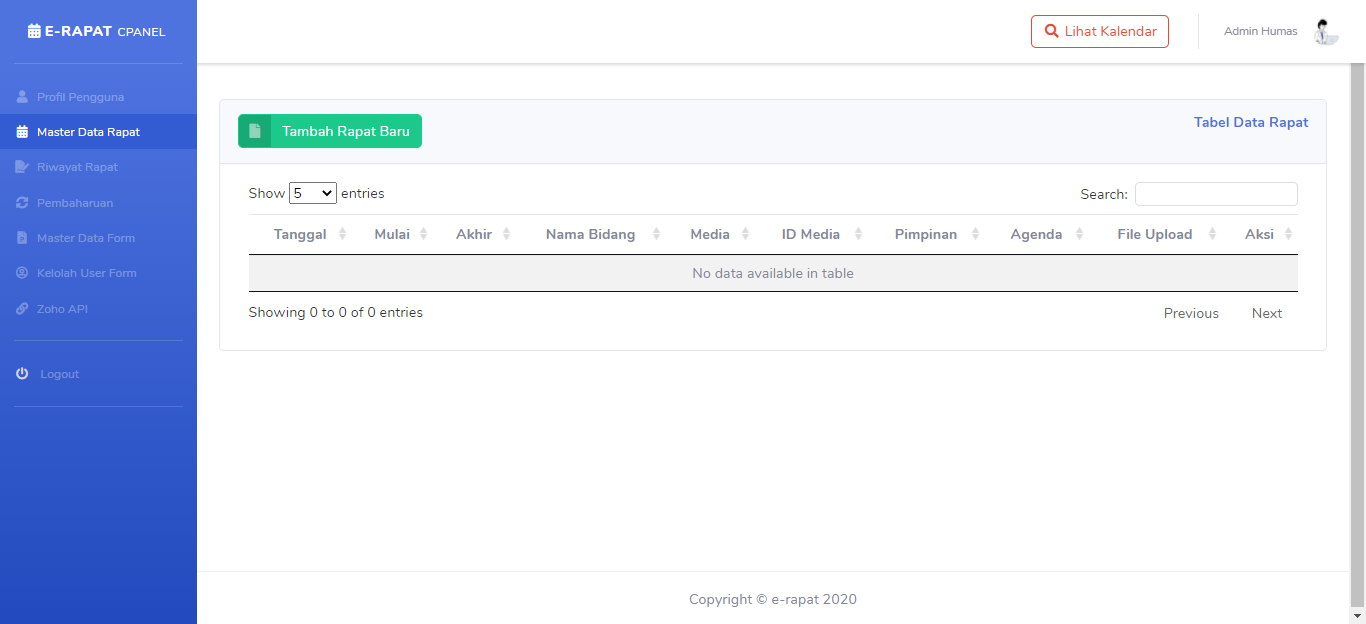 E-RAPAT CPANEL
Profil Pengguna
Master Data Rapat
Riwayat Rapat
Pembaharuan
Master Data Form
Kelolah User Form
Zoho API
Logout
Lihat Kalendar
Admin Humas
Tambah Rapat Baru
Tabel Data Rapat
Show 5 entries
Search:
Tanggal Mulai Akhir Nama Bidang Media ID Media Pimpinan Agenda File Upload Aksi
No data available in table
Showing 0 to 0 of 0 entries
Previous Next
Copyright © e-rapat 2020